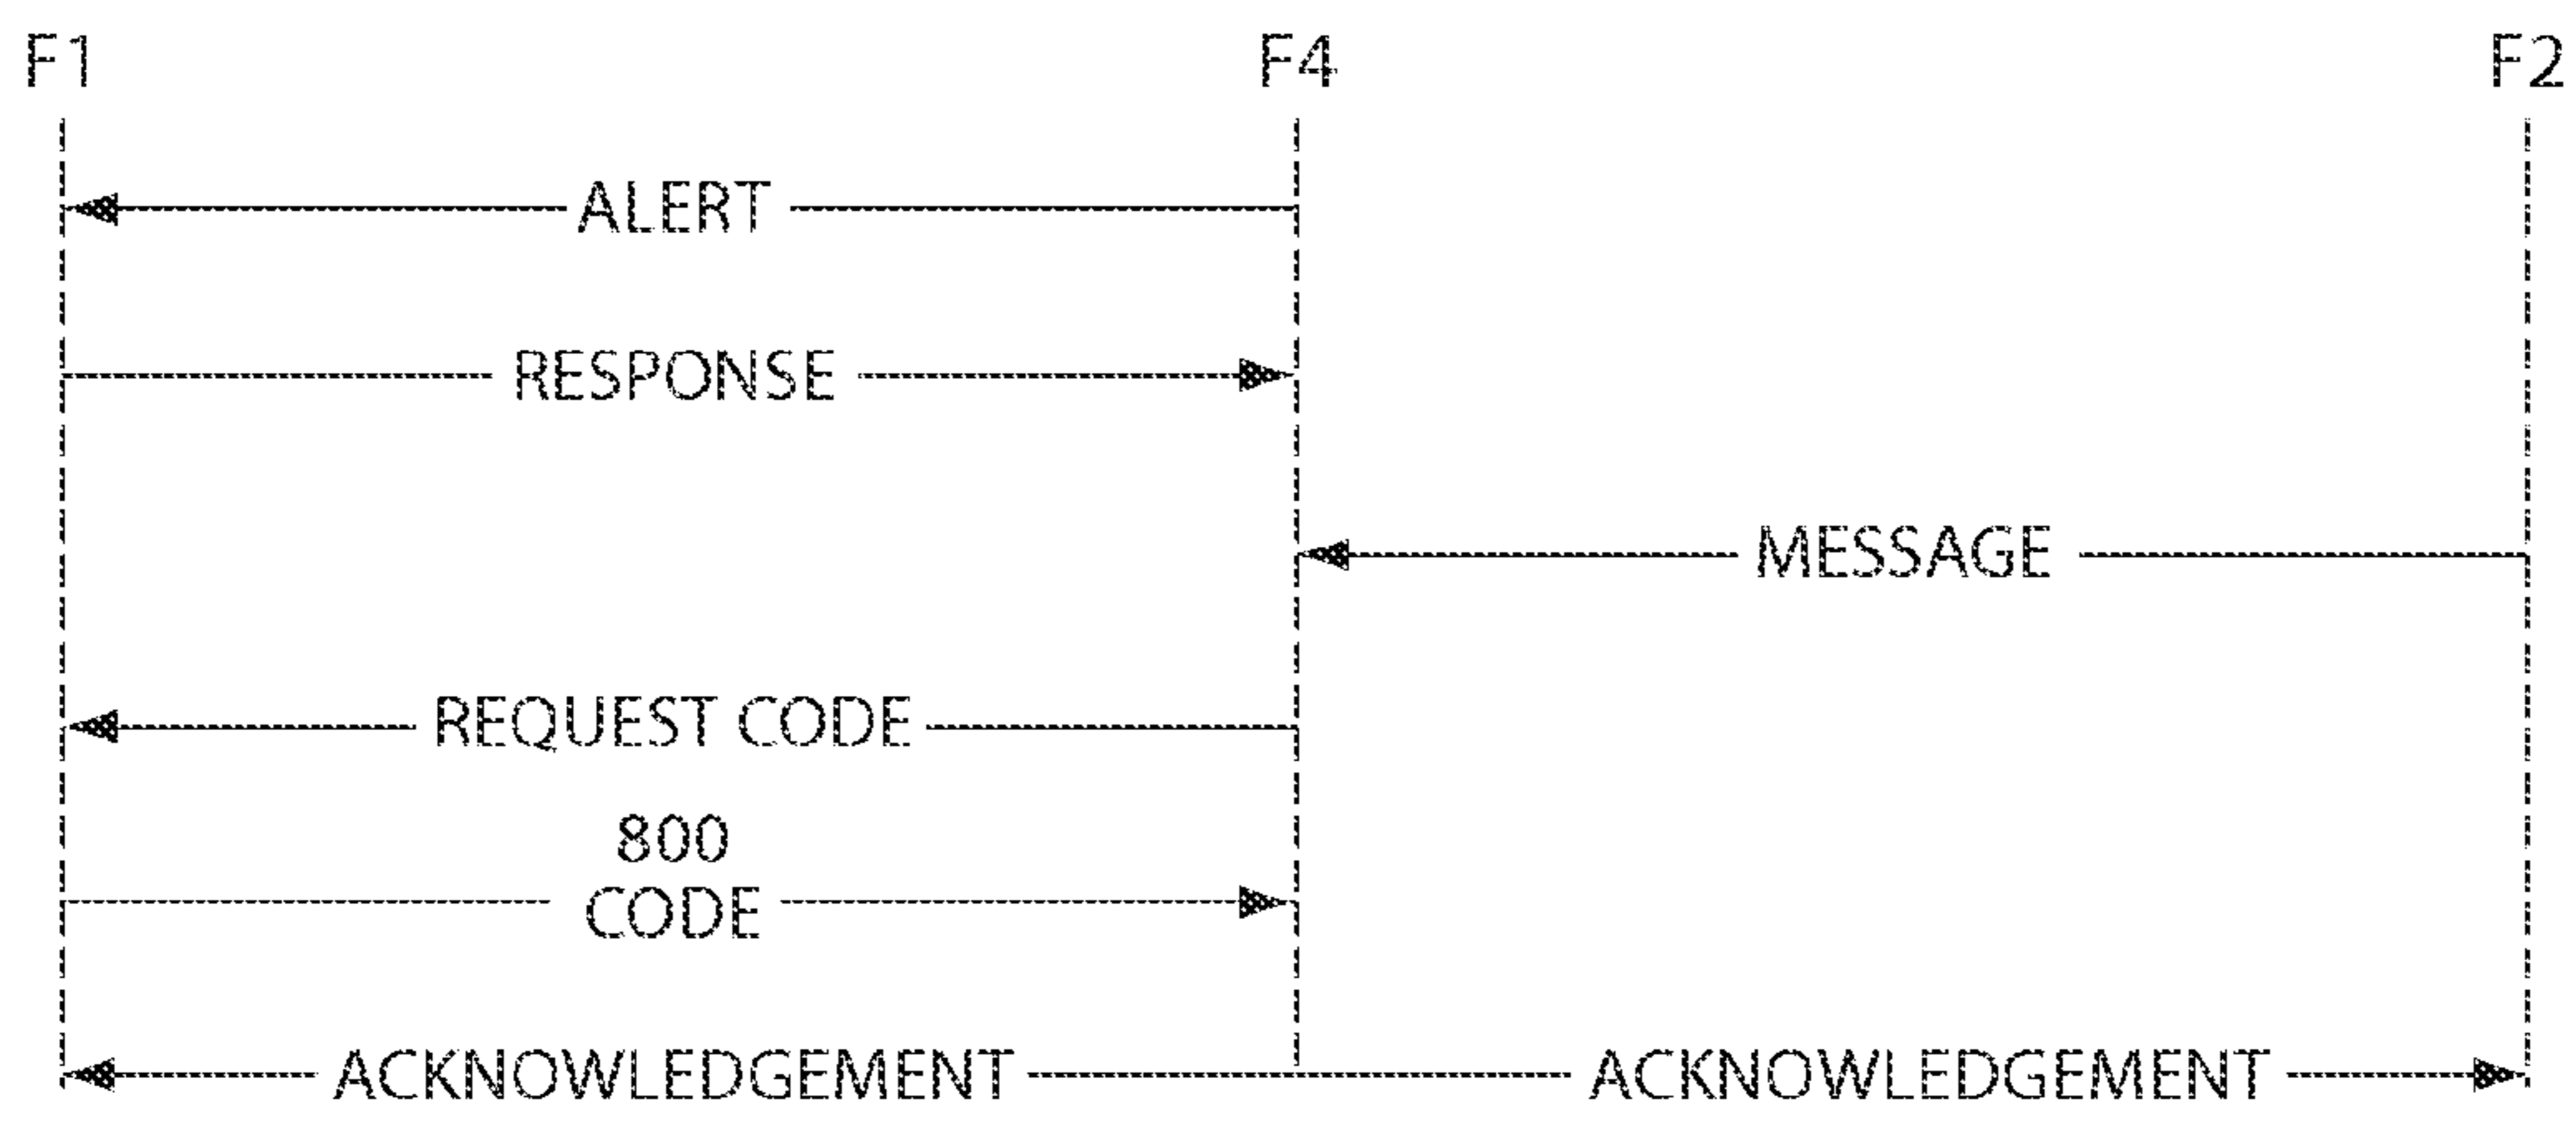 F1 F4 F2
ALERT
RESPONSE
MESSAGE
REQUEST CODE
800
CODE
ACKNOWLEDGEMENT ACKNOWLEDGEMENT